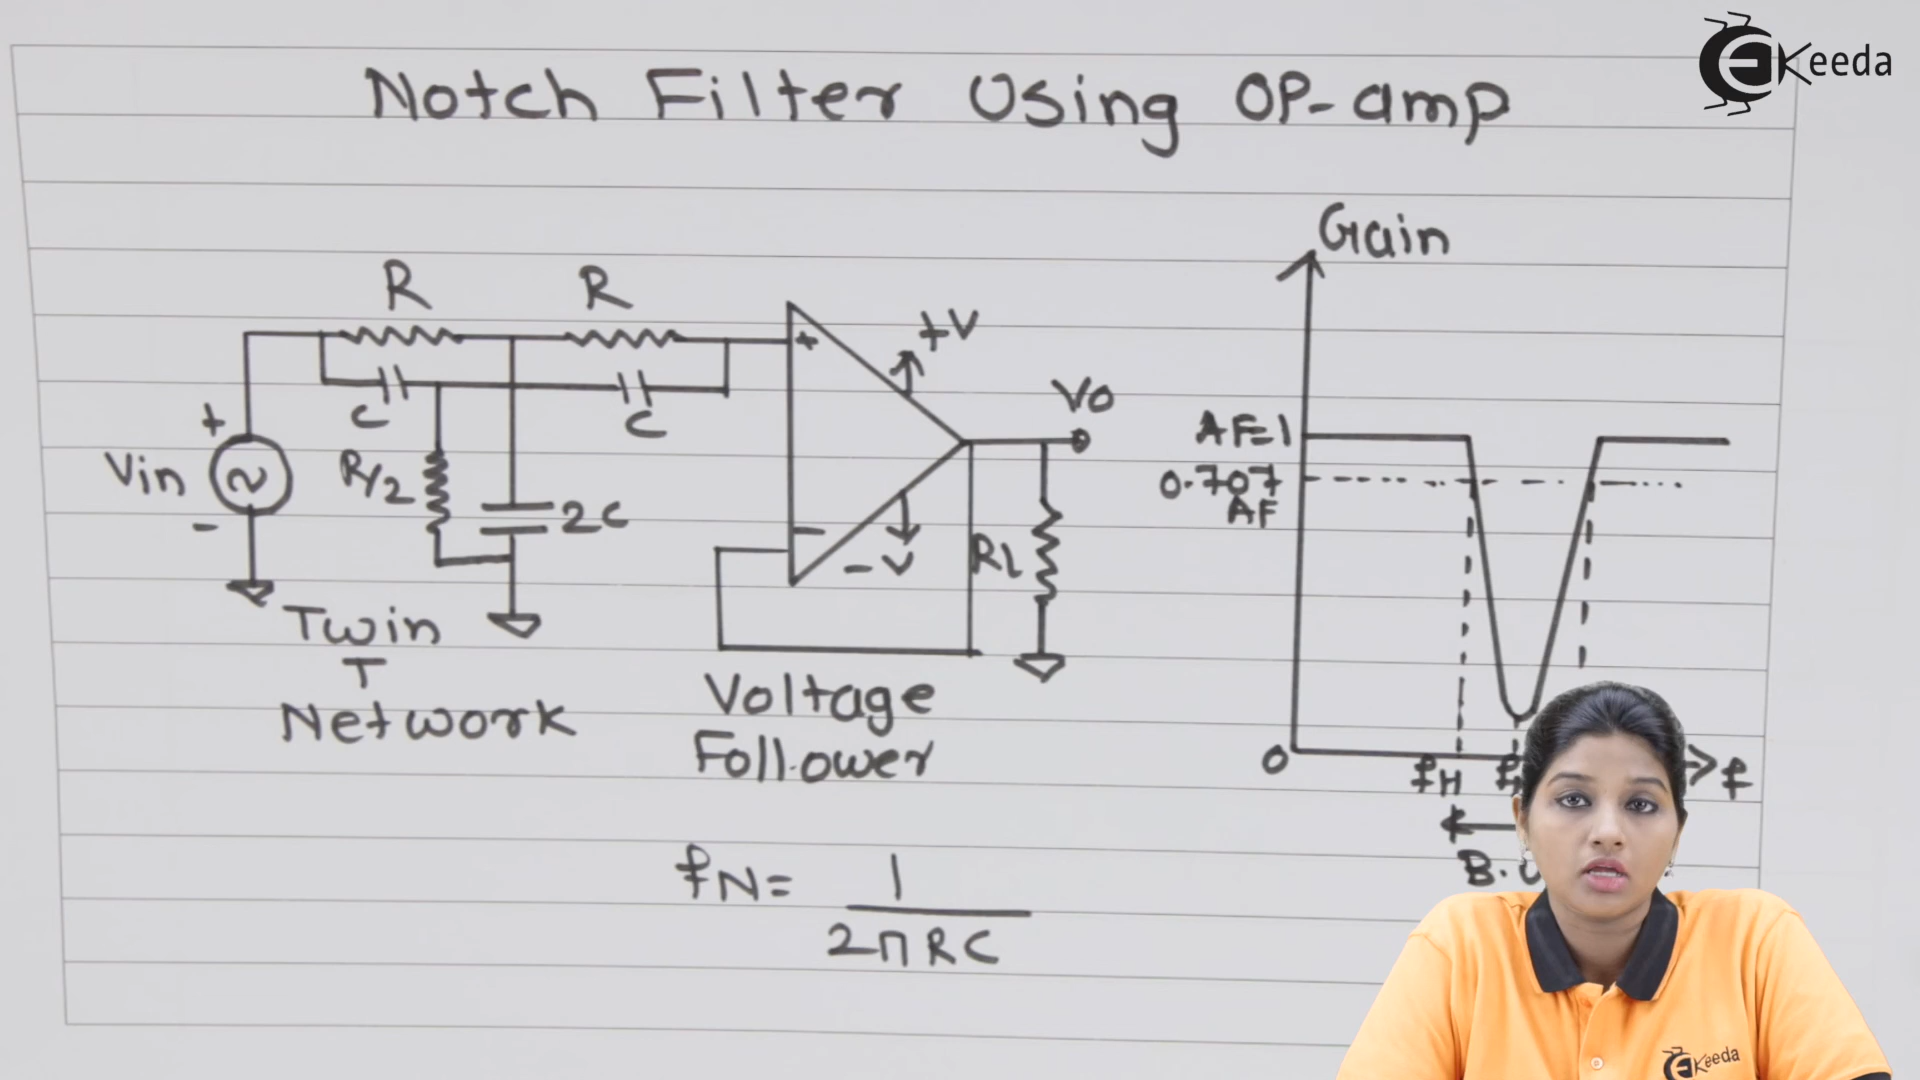 EKeeda
Notch Filter Using OP-amp
Gain
R R
+V
C C
Vo
+
-
AF=1
+
Vin
-
R/2
2C
-V
RL
0.707
AF
Twin
T
Network
Voltage
Follower
0
fH
f
B.
fN = 1
2πRC
EKeeda